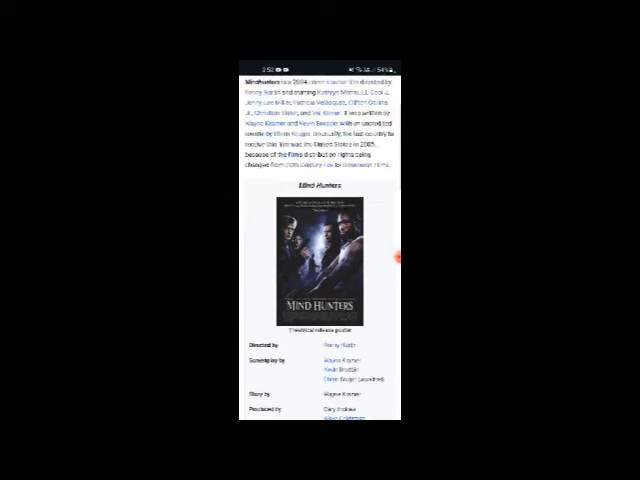 2:52 54%
Mindhunters is a 2004 film directed by
Renny Harlin and starring Kathryn Morris, LL Cool J,
Jonny Lee Miller, Patricia Velásquez, Clifton Collins
Jr., Christian Slater, and Val Kilmer. It was written by
Wayne Kramer and Kevin Brodbin with an uncredited
rewrite by Ehren Kruger. Unusually, the last country to
receive this film was the United States in 2005,
because of the films distribution rights being
changed from 20th Century Fox to Dimension Films.
Mind Hunters
MIND HUNTERS
Theatrical release poster
Directed by Renny Harlin
Screenplay by Wayne Kramer
Kevin Brodbin
Ehren Kruger (uncredited)
Story by Wayne Kramer
Produced by Cary Brokaw